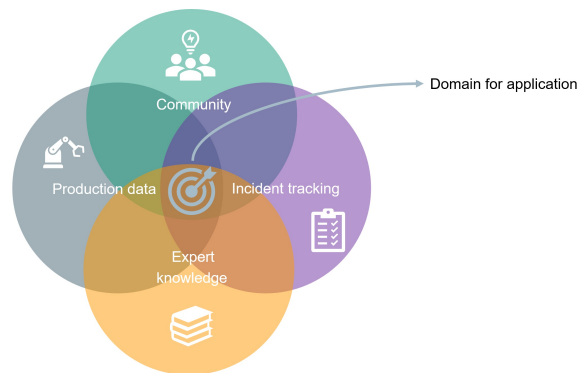 Community
Domain for application
Production data
Incident tracking
Expert
knowledge